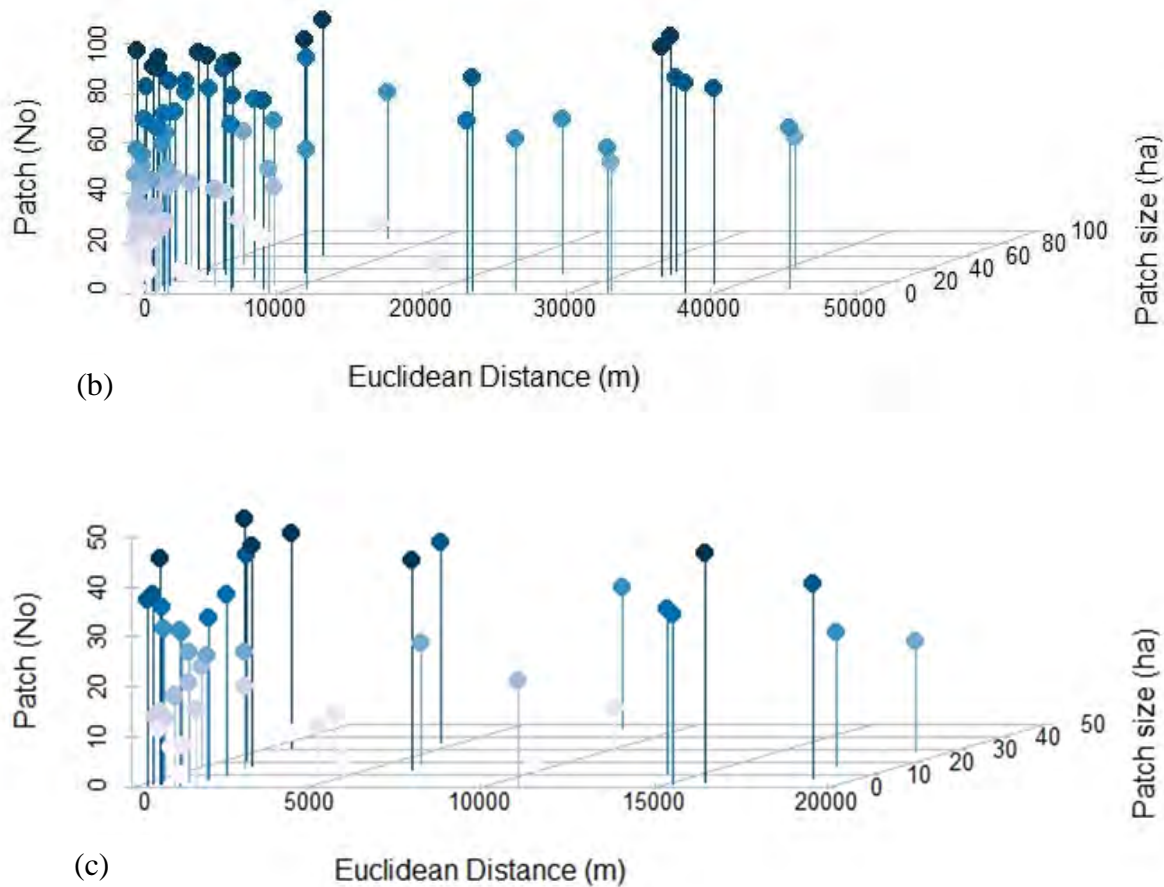 Patch (No)
100
80
60
40
20
0
0 10000 20000 30000 40000 50000
0 20 40 60 80 100
Patch size (ha)
Euclidean Distance (m)
(b)
Patch (No)
50
40
30
20
10
0
0 5000 10000 15000 20000
0 10 20 30 40 50
Patch size (ha)
Euclidean Distance (m)
(c)